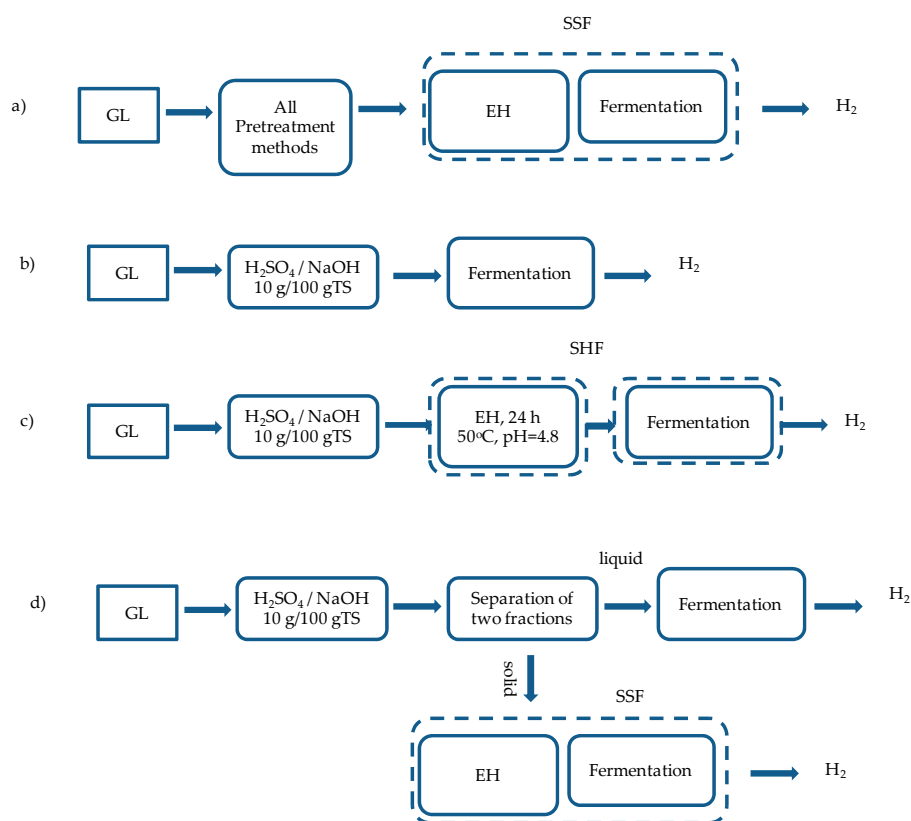 SSF
a)
GL
All
Pretreatment
methods
EH
Fermentation
H₂
b)
GL
H₂SO₄ / NaOH
10 g/100 gTS
Fermentation
H₂
SHF
c)
GL
H₂SO₄ / NaOH
10 g/100 gTS
EH, 24 h
50ºC, pH=4.8
Fermentation
H₂
liquid
d)
GL
H₂SO₄ / NaOH
10 g/100 gTS
Separation of
two fractions
Fermentation
H₂
solid
SSF
EH
Fermentation
H₂